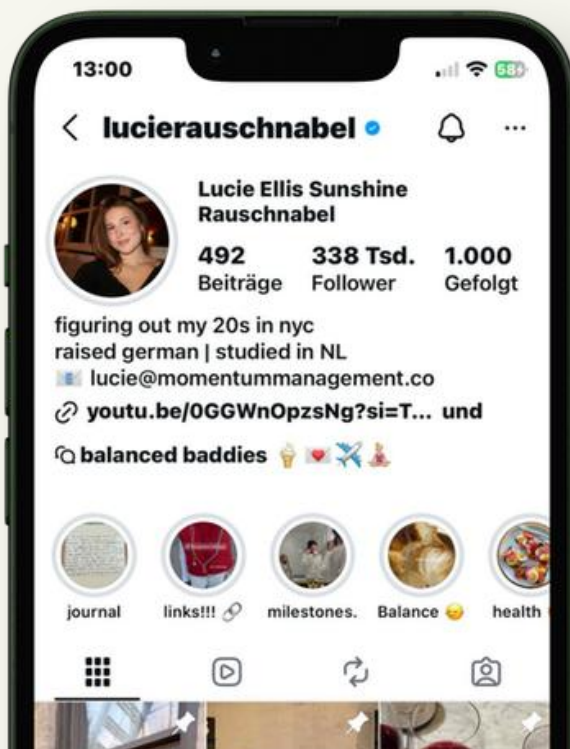 13:00
58
lucierauschnabel
Lucie Ellis Sunshine
Rauschnabel
492 338 Tsd. 1.000
Beiträge Follower Gefolgt
figuring out my 20s in nyc
raised german | studied in NL
📧 lucie@momentummanagement.co
youtu.be/0GGWnOpzsNg?si=T... und
balanced baddies 🍦 💌 ✈️ 🧘🏼‍♀️
journal links!!! 🔗 milestones. Balance 😌 health